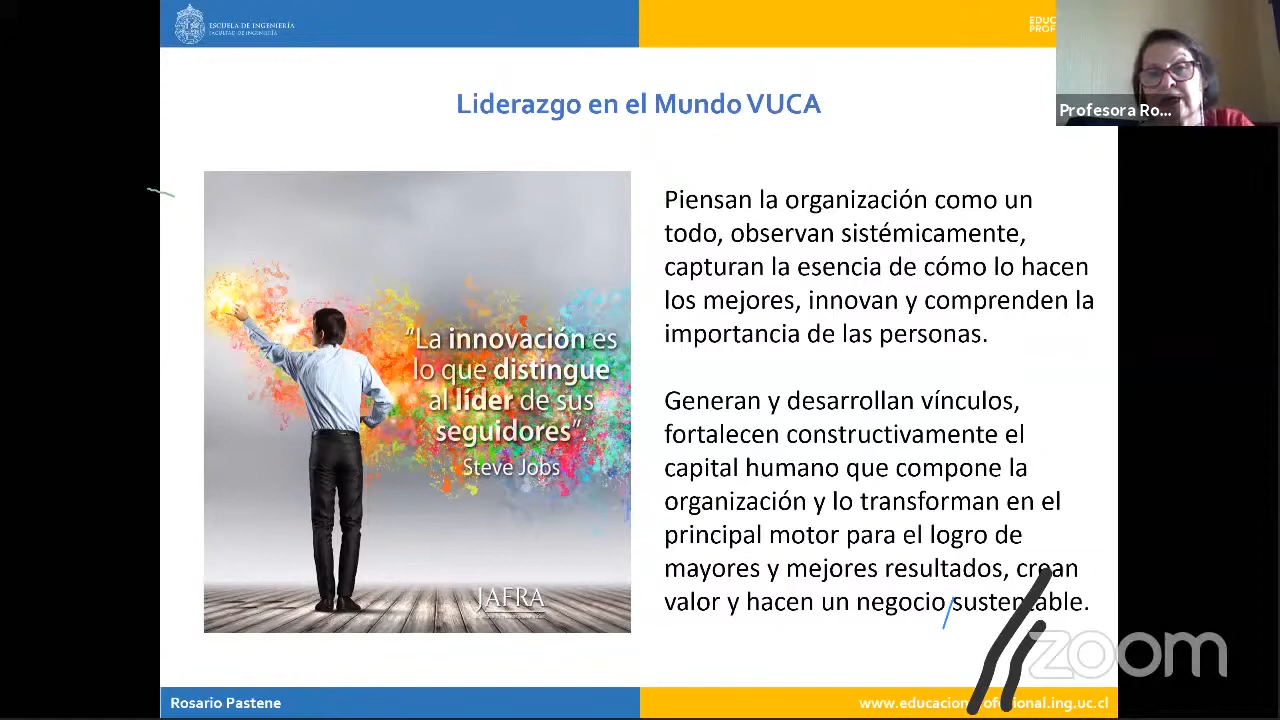 ESCUELA DE INGENIERÍA
FACULTAD DE INGENIERÍA
EDUC
PROF
Profesora Ro...
Liderazgo en el Mundo VUCA
Piensan la organización como un
todo, observan sistémicamente,
capturan la esencia de cómo lo hacen
los mejores, innovan y comprenden la
importancia de las personas.
Generan y desarrollan vínculos,
fortalecen constructivamente el
capital humano que compone la
organización y lo transforman en el
principal motor para el logro de
mayores y mejores resultados, crean
valor y hacen un negocio sustentable.
“La innovación es
lo que distingue
al líder de sus
seguidores”.
Steve Jobs
JAFRA
zoom
Rosario Pastene
www.educacionprofesional.ing.uc.cl